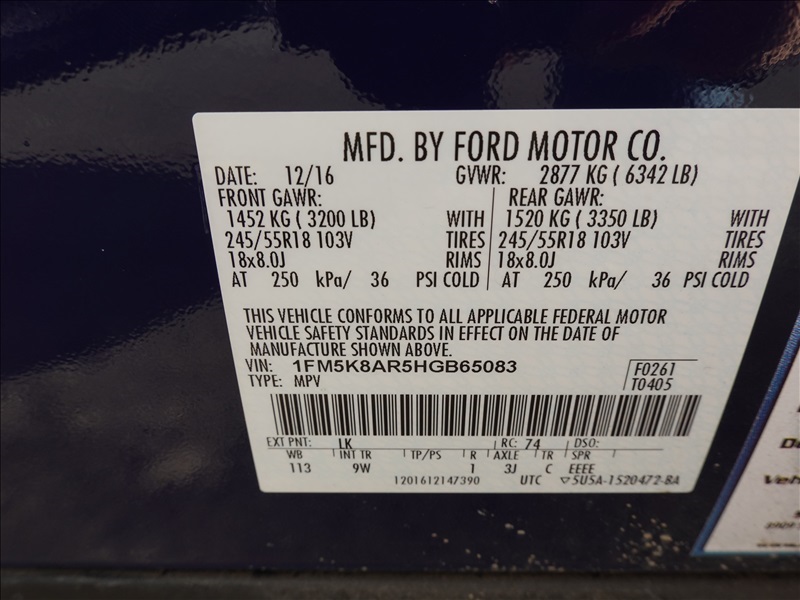 MFD. BY FORD MOTOR CO.
DATE: 12/16 GVWR: 2877 KG ( 6342 LB)
FRONT GAWR: REAR GAWR:
1452 KG ( 3200 LB) WITH 1520 KG ( 3350 LB) WITH
245/55R18 103V TIRES 245/55R18 103V TIRES
18x8.0J RIMS 18x8.0J RIMS
AT 250 kPa/ 36 PSI COLD AT 250 kPa/ 36 PSI COLD
THIS VEHICLE CONFORMS TO ALL APPLICABLE FEDERAL MOTOR
VEHICLE SAFETY STANDARDS IN EFFECT ON THE DATE OF
MANUFACTURE SHOWN ABOVE.
VIN: 1FM5K8AR5HGB65083 F0261
TYPE: MPV T0405
EXT PNT: LK RC: 74 DSO:
WB INT TR TP/PS R AXLE TR SPR
113 9W 1 3J C EEEE
1201612147390 UTC ▽5U5A-1520472-BA